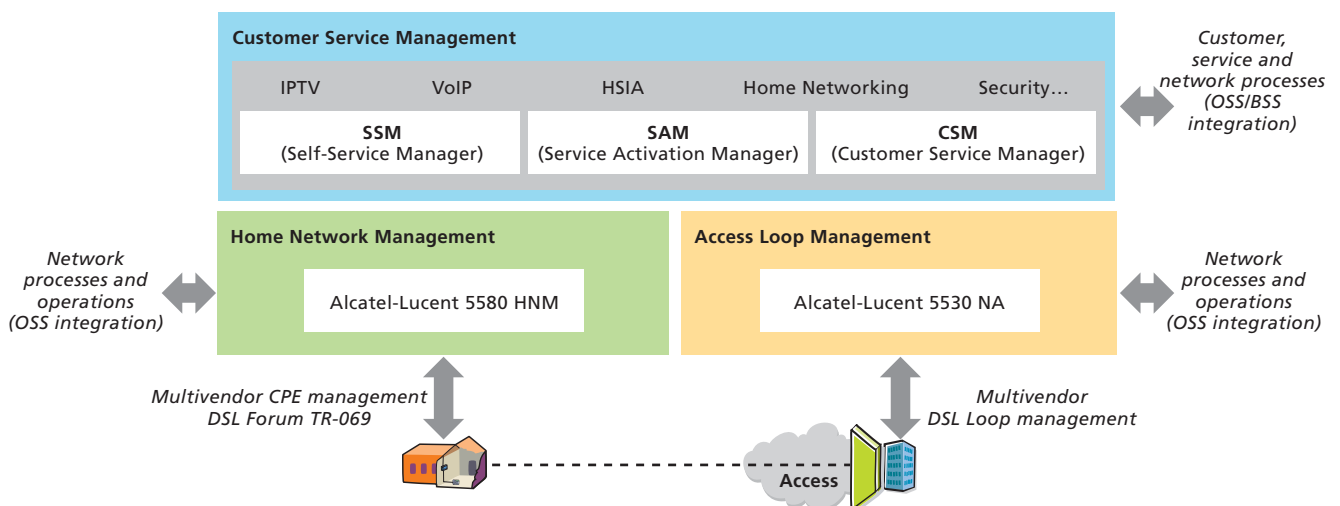 Customer Service Management
IPTV VoIP HSIA Home Networking Security…
SSM
(Self-Service Manager)
SAM
(Service Activation Manager)
CSM
(Customer Service Manager)
Customer,
service and
network processes
(OSS/BSS
integration)
Home Network Management
Alcatel-Lucent 5580 HNM
Access Loop Management
Alcatel-Lucent 5530 NA
Network
processes and
operations
(OSS integration)
Network
processes and
operations
(OSS integration)
Multivendor CPE management
DSL Forum TR-069
Multivendor
DSL Loop management
Access